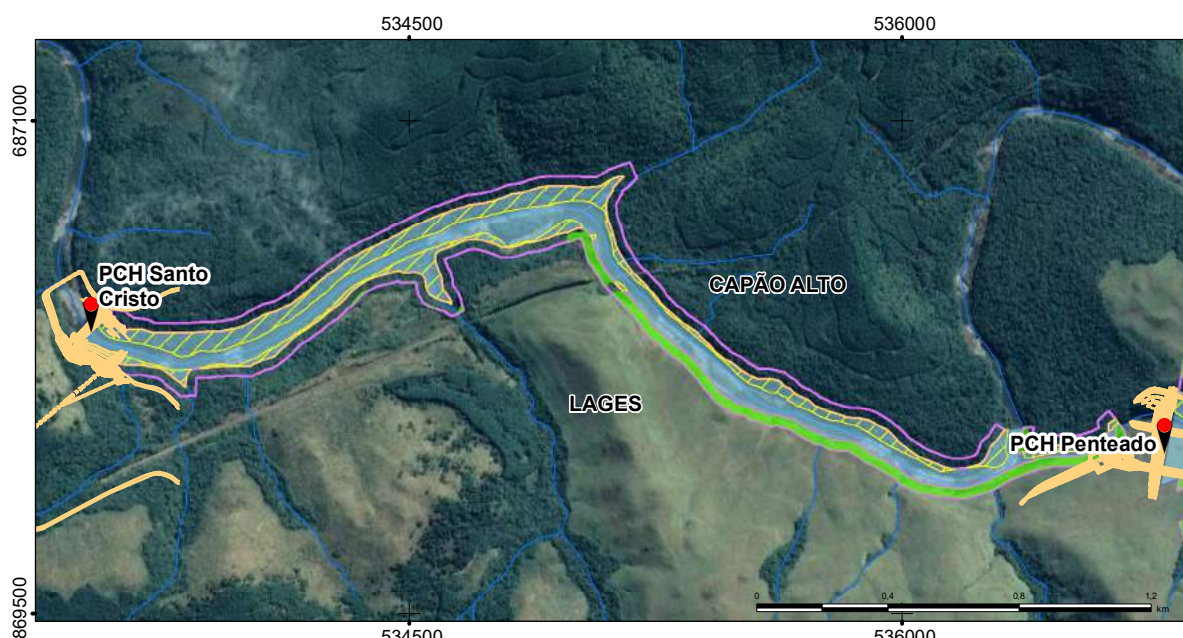 534500
536000
6871000
PCH Santo
Cristo
CAPÃO ALTO
LAGES
PCH Penteado
869500
0
0,4
0,8
1,2
km
534500
536000